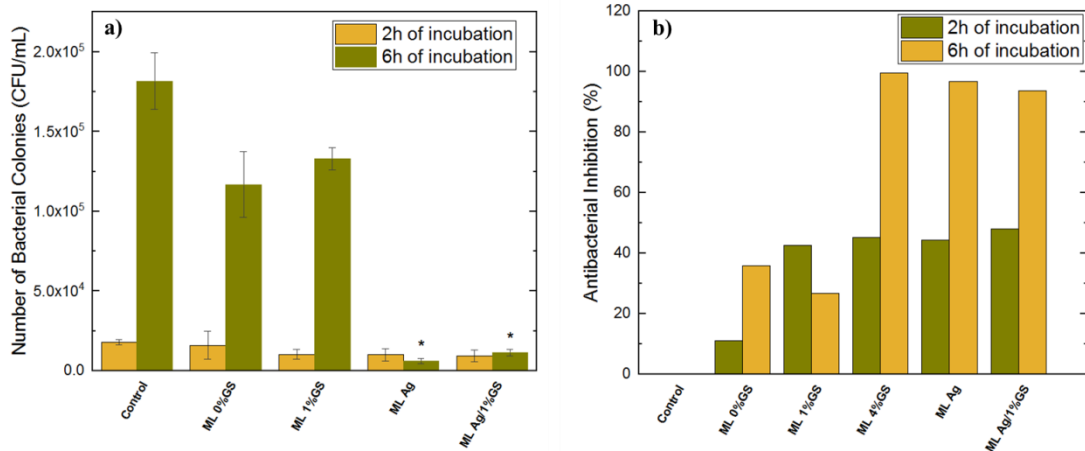 a)
2h of incubation
6h of incubation
Number of Bacterial Colonies (CFU/mL)
2.0x10⁵
1.5x10⁵
1.0x10⁵
5.0x10⁴
0.0
*
*
Control
ML 0%GS
ML 1%GS
ML Ag
ML Ag/1%GS
b)
2h of incubation
6h of incubation
Antibacterial Inhibition (%)
120
100
80
60
40
20
0
Control
ML 0%GS
ML 1%GS
ML 4%GS
ML Ag
ML Ag/1%GS